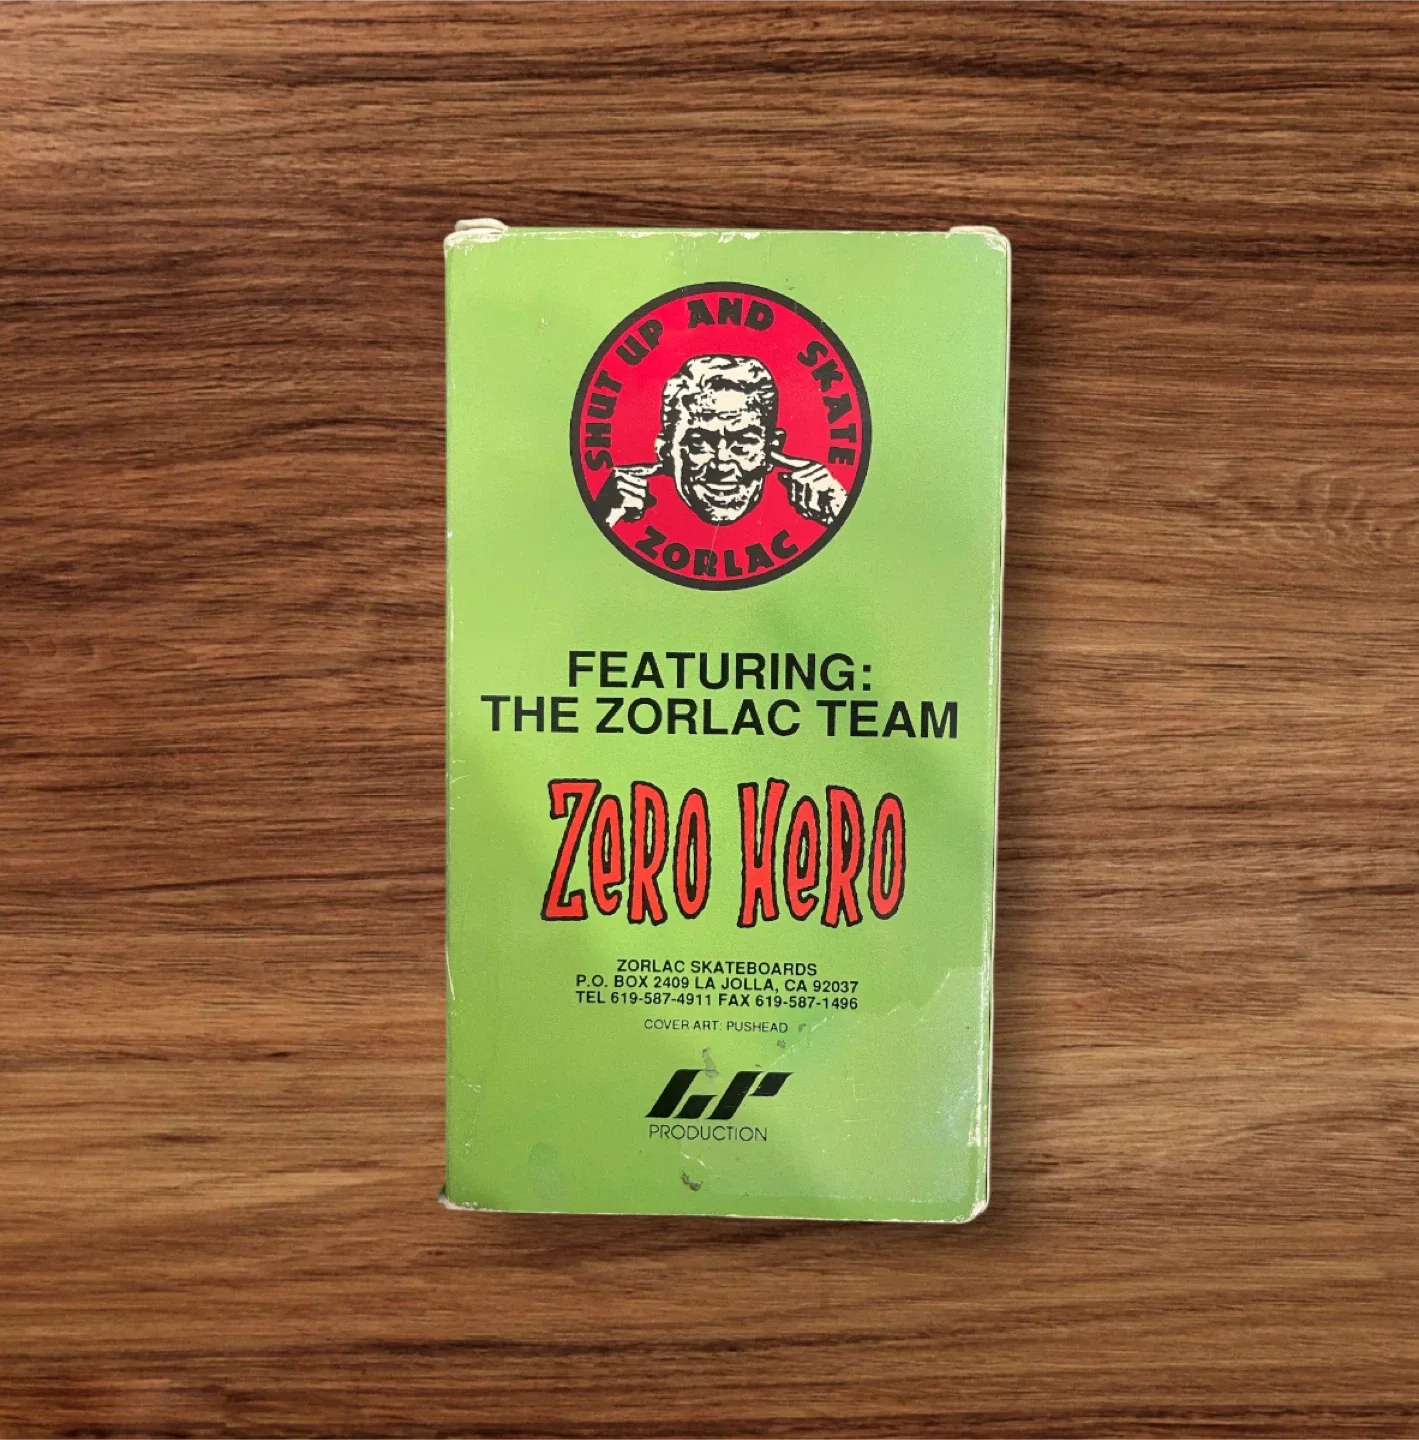 SHUT UP AND SKATE
ZORLAC
FEATURING:
THE ZORLAC TEAM
ZeRO HeRO
ZORLAC SKATEBOARDS
P.O. BOX 2409 LA JOLLA, CA 92037
TEL 619-587-4911 FAX 619-587-1496
COVER ART: PUSHEAD
PRODUCTION